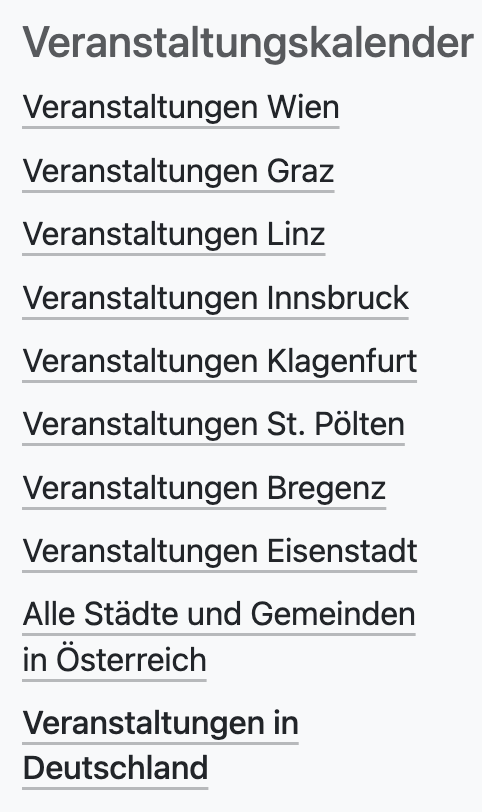 Veranstaltungskalender
Veranstaltungen Wien
Veranstaltungen Graz
Veranstaltungen Linz
Veranstaltungen Innsbruck
Veranstaltungen Klagenfurt
Veranstaltungen St. Pölten
Veranstaltungen Bregenz
Veranstaltungen Eisenstadt
Alle Städte und Gemeinden
in Österreich
Veranstaltungen in
Deutschland